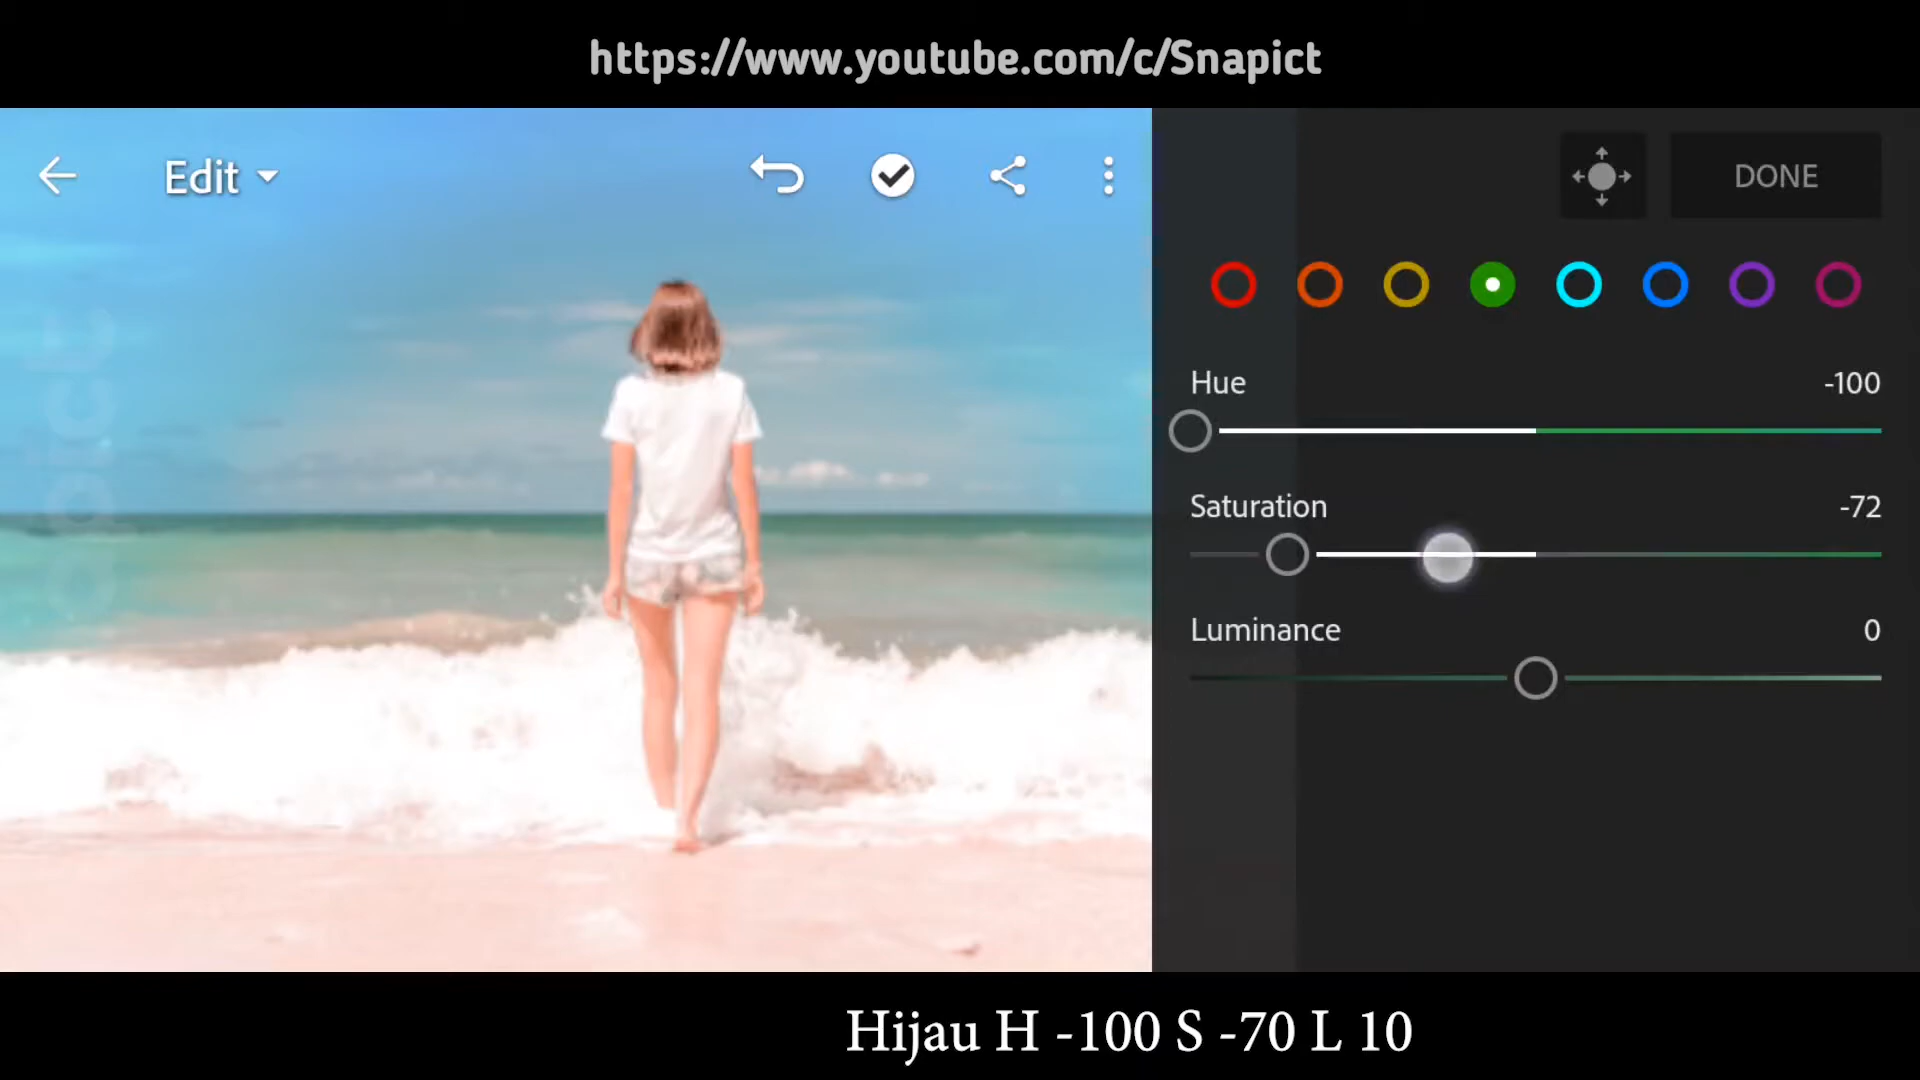 https://www.youtube.com/c/Snapict
Edit
DONE
Hue -100
Saturation -72
Luminance 0
Hijau H -100 S -70 L 10